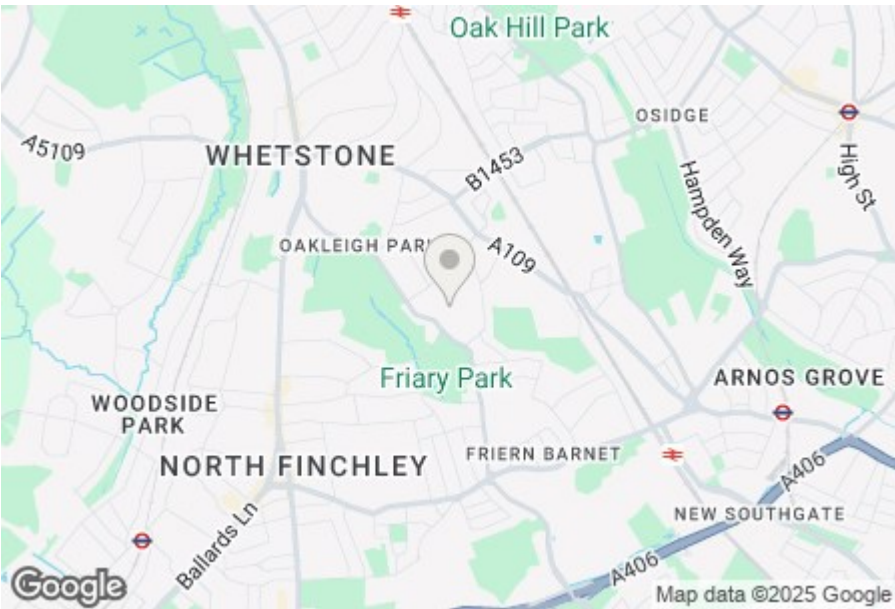 Oak Hill Park
OSIDGE
A5109
WHETSTONE
B1453
High St
Hampden Way
OAKLEIGH PAR
A109
Friary Park
ARNOS GROVE
WOODSIDE
PARK
NORTH FINCHLEY
FRIERN BARNET
A406
Ballards Ln
NEW SOUTHGATE
A406
Google
Map data ©2025 Google